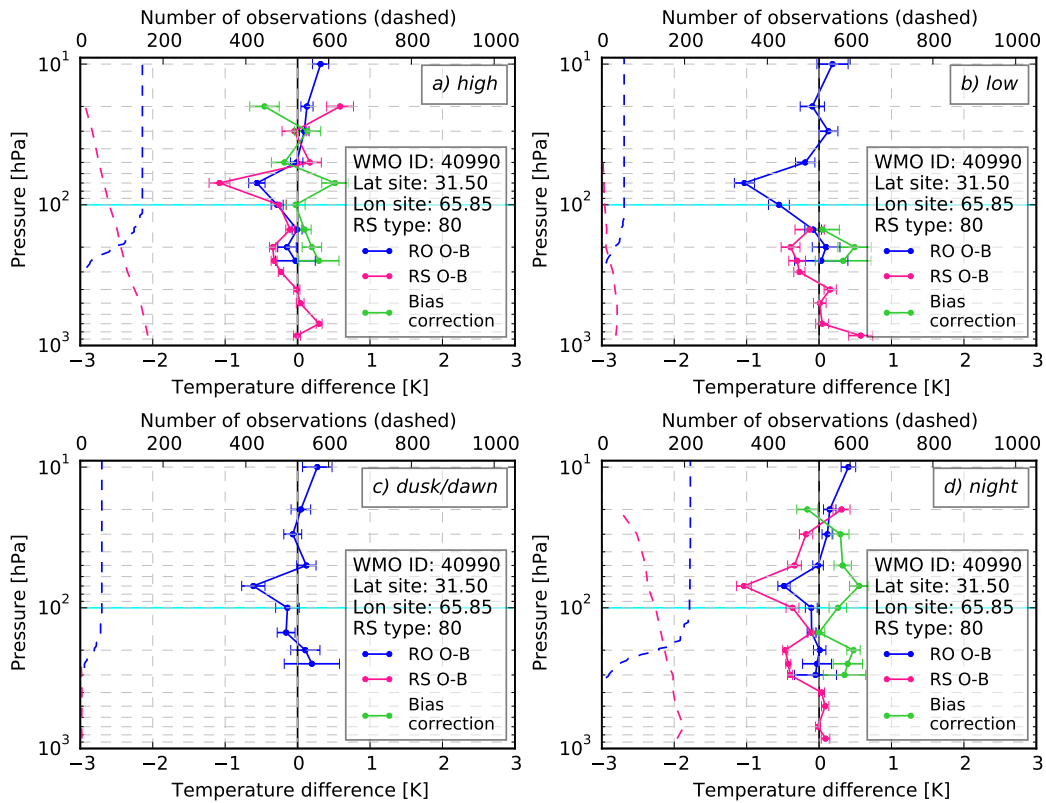 Number of observations (dashed)
0 200 400 600 800 1000
10¹
10²
10³
Pressure [hPa]
a) high
WMO ID: 40990
Lat site: 31.50
Lon site: 65.85
RS type: 80
RO O-B
RS O-B
Bias
correction
−3 −2 −1 0 1 2 3
Temperature difference [K]
Number of observations (dashed)
0 200 400 600 800 1000
10¹
10²
10³
Pressure [hPa]
b) low
WMO ID: 40990
Lat site: 31.50
Lon site: 65.85
RS type: 80
RO O-B
RS O-B
Bias
correction
−3 −2 −1 0 1 2 3
Temperature difference [K]
Number of observations (dashed)
0 200 400 600 800 1000
10¹
10²
10³
Pressure [hPa]
c) dusk/dawn
WMO ID: 40990
Lat site: 31.50
Lon site: 65.85
RS type: 80
RO O-B
RS O-B
Bias
correction
−3 −2 −1 0 1 2 3
Temperature difference [K]
Number of observations (dashed)
0 200 400 600 800 1000
10¹
10²
10³
Pressure [hPa]
d) night
WMO ID: 40990
Lat site: 31.50
Lon site: 65.85
RS type: 80
RO O-B
RS O-B
Bias
correction
−3 −2 −1 0 1 2 3
Temperature difference [K]